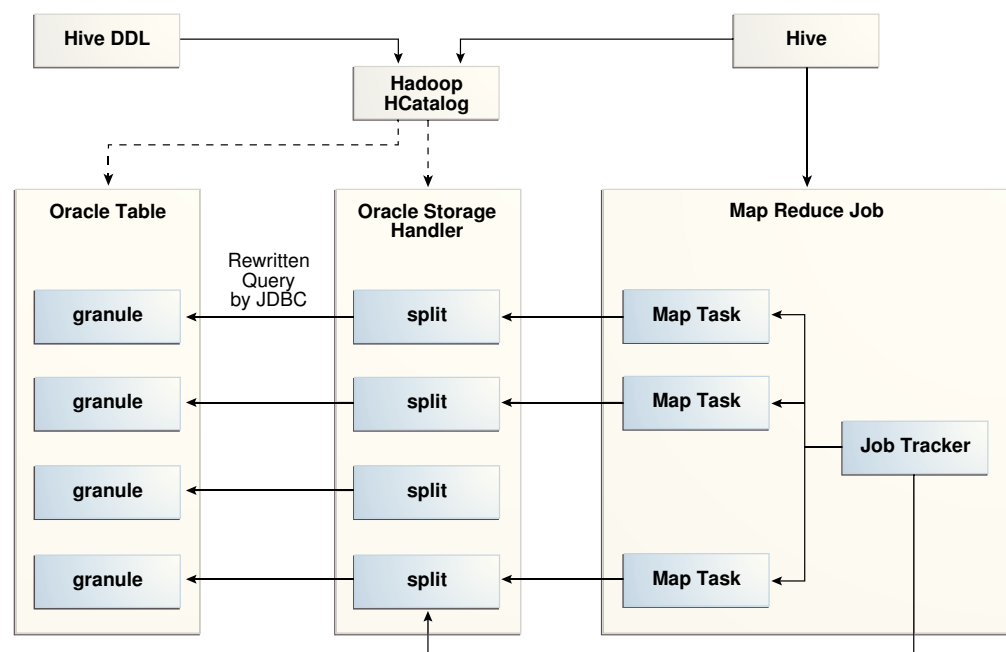 Hive DDL
Hive
Hadoop
HCatalog
Oracle Table
Oracle Storage
Handler
Map Reduce Job
Rewritten
Query
by JDBC
granule
split
Map Task
granule
split
Map Task
Job Tracker
granule
split
granule
split
Map Task